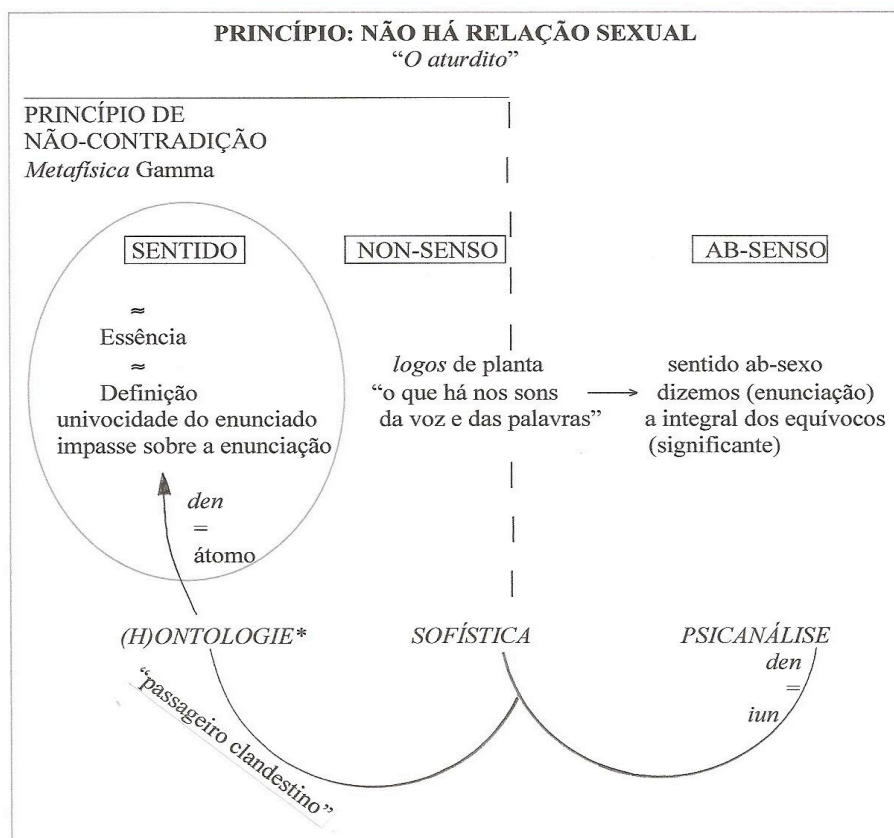 PRINCÍPIO: NÃO HÁ RELAÇÃO SEXUAL
“O aturdito”
PRINCÍPIO DE
NÃO-CONTRADIÇÃO
Metafísica Gamma
SENTIDO
NON-SENSO
AB-SENSO
≈
Essência
≈
Definição
univocidade do enunciado
impasse sobre a enunciação
logos de planta
“o que há nos sons
da voz e das palavras”
sentido ab-sexo
dizemos (enunciação)
a integral dos equívocos
(significante)
den
=
átomo
(H)ONTOLOGIE*
SOFÍSTICA
PSICANÁLISE
den
=
iun
“passageiro clandestino”